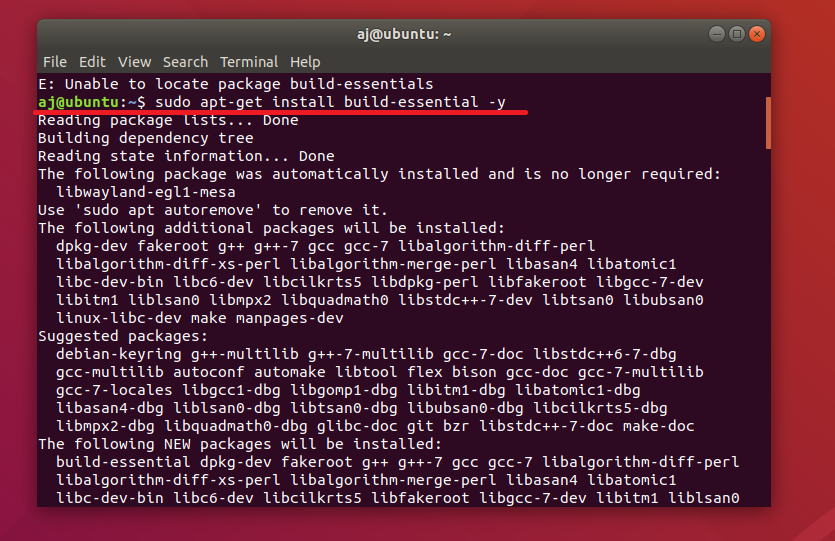 aj@ubuntu: ~
File Edit View Search Terminal Help
E: Unable to locate package build-essentials
aj@ubuntu:~$ sudo apt-get install build-essential -y
Reading package lists... Done
Building dependency tree
Reading state information... Done
The following package was automatically installed and is no longer required:
  libwayland-egl1-mesa
Use 'sudo apt autoremove' to remove it.
The following additional packages will be installed:
  dpkg-dev fakeroot g++ g++-7 gcc gcc-7 libalgorithm-diff-perl
  libalgorithm-diff-xs-perl libalgorithm-merge-perl libasan4 libatomic1
  libc-dev-bin libc6-dev libcilkrts5 libdpkg-perl libfakeroot libgcc-7-dev
  libitm1 liblsan0 libmpx2 libquadmath0 libstdc++-7-dev libtsan0 libubsan0
  linux-libc-dev make manpages-dev
Suggested packages:
  debian-keyring g++-multilib g++-7-multilib gcc-7-doc libstdc++6-7-dbg
  gcc-multilib autoconf automake libtool flex bison gcc-doc gcc-7-multilib
  gcc-7-locales libgcc1-dbg libgomp1-dbg libitm1-dbg libatomic1-dbg
  libasan4-dbg liblsan0-dbg libtsan0-dbg libubsan0-dbg libcilkrts5-dbg
  libmpx2-dbg libquadmath0-dbg glibc-doc git bzr libstdc++-7-doc make-doc
The following NEW packages will be installed:
  build-essential dpkg-dev fakeroot g++ g++-7 gcc gcc-7 libalgorithm-diff-perl
  libalgorithm-diff-xs-perl libalgorithm-merge-perl libasan4 libatomic1
  libc-dev-bin libc6-dev libcilkrts5 libfakeroot libgcc-7-dev libitm1 liblsan0